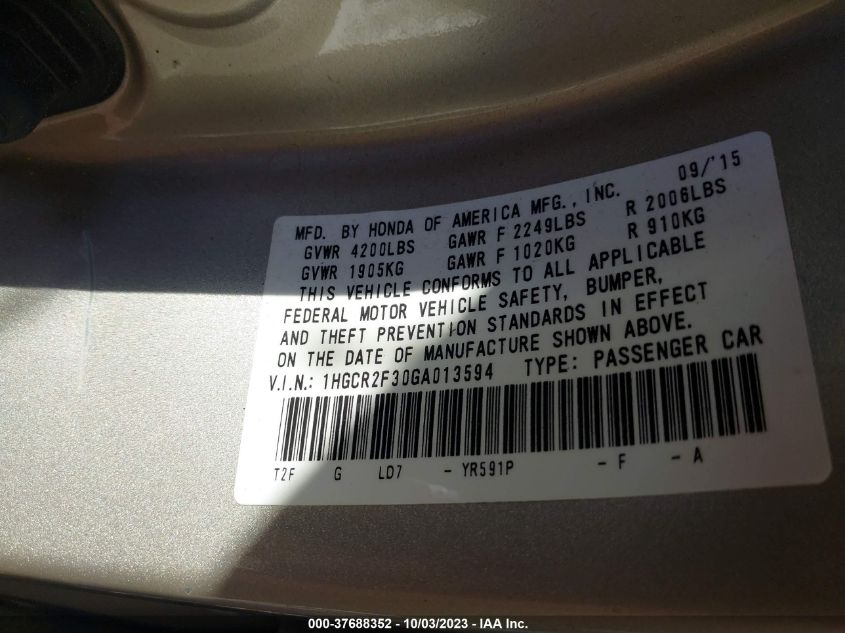 09/'15
MFD. BY HONDA OF AMERICA MFG., INC.
GVWR 4200LBS GAWR F 2249LBS R 2006LBS
GVWR 1905KG GAWR F 1020KG R 910KG
THIS VEHICLE CONFORMS TO ALL APPLICABLE
FEDERAL MOTOR VEHICLE SAFETY, BUMPER,
AND THEFT PREVENTION STANDARDS IN EFFECT
ON THE DATE OF MANUFACTURE SHOWN ABOVE.
V.I.N.: 1HGCR2F30GA013594 TYPE: PASSENGER CAR
T2F G LD7 - YR591P - F - A
000-37688352 / 10/03/2023 - IAA Inc.